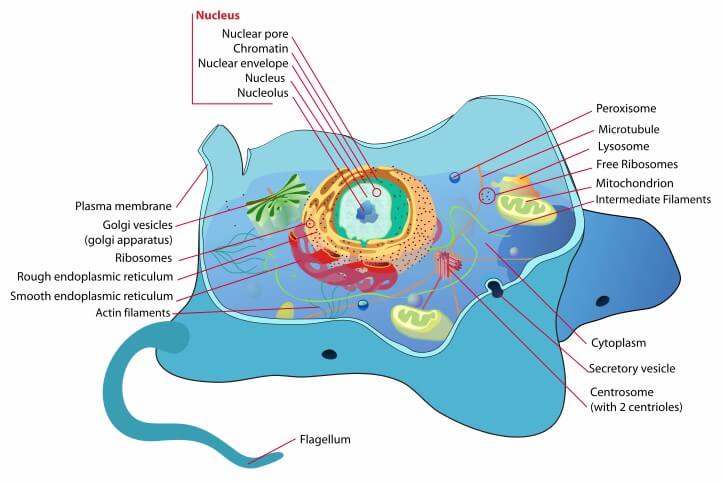 Nucleus
Nuclear pore
Chromatin
Nuclear envelope
Nucleus
Nucleolus
Plasma membrane
Golgi vesicles
(golgi apparatus)
Ribosomes
Rough endoplasmic reticulum
Smooth endoplasmic reticulum
Actin filaments
Flagellum
Peroxisome
Microtubule
Lysosome
Free Ribosomes
Mitochondrion
Intermediate Filaments
Cytoplasm
Secretory vesicle
Centrosome
(with 2 centrioles)